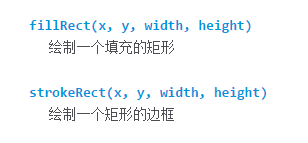 fillRect(x, y, width, height)
绘制一个填充的矩形
strokeRect(x, y, width, height)
绘制一个矩形的边框